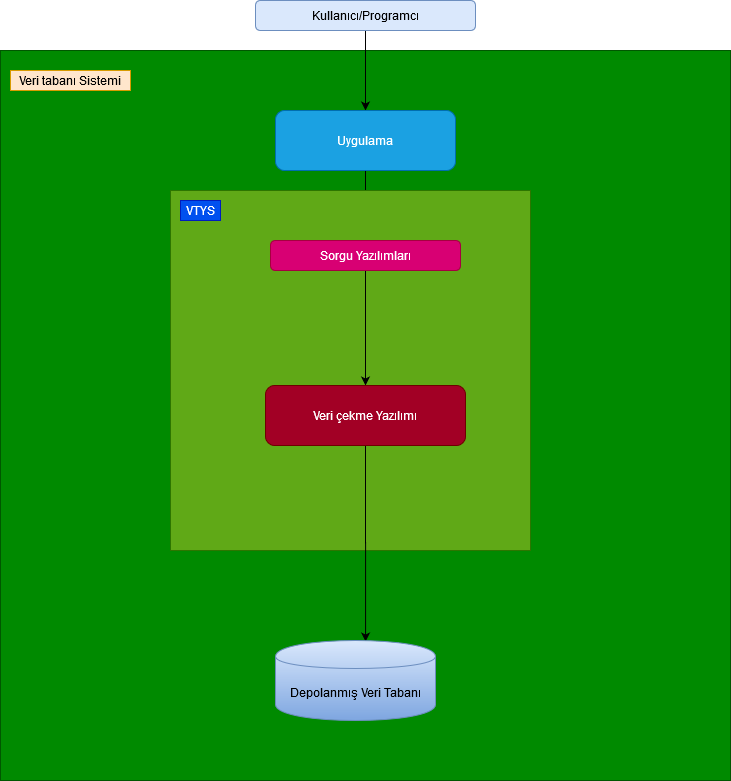 Kullanıcı/Programcı
Veri tabanı Sistemi
Uygulama
VTYS
Sorgu Yazılımları
Veri çekme Yazılımı
Depolanmış Veri Tabanı